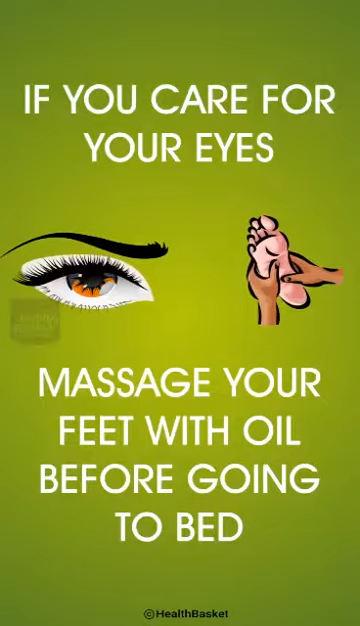 IF YOU CARE FOR
YOUR EYES
MASSAGE YOUR
FEET WITH OIL
BEFORE GOING
TO BED
©HealthBasket